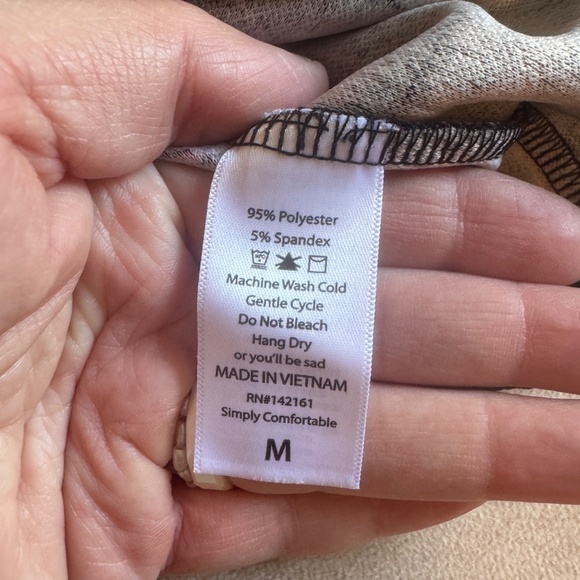 95% Polyester
5% Spandex
Machine Wash Cold
Gentle Cycle
Do Not Bleach
Hang Dry
or you'll be sad
MADE IN VIETNAM
RN#142161
Simply Comfortable
M